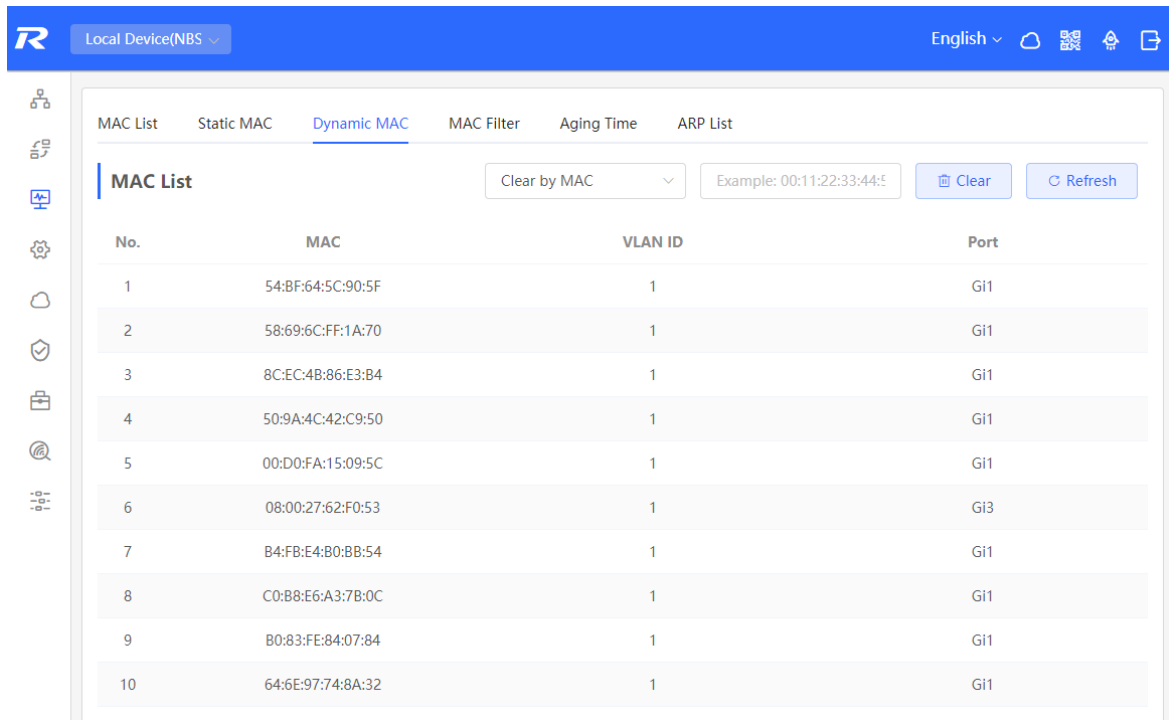 R Local Device(NBS English
MAC List Static MAC Dynamic MAC MAC Filter Aging Time ARP List
MAC List Clear by MAC Example: 00:11:22:33:44:5 Clear Refresh
No. MAC VLAN ID Port
1 54:BF:64:5C:90:5F 1 Gi1
2 58:69:6C:FF:1A:70 1 Gi1
3 8C:EC:4B:86:E3:B4 1 Gi1
4 50:9A:4C:42:C9:50 1 Gi1
5 00:D0:FA:15:09:5C 1 Gi1
6 08:00:27:62:F0:53 1 Gi3
7 B4:FB:E4:B0:BB:54 1 Gi1
8 C0:B8:E6:A3:7B:0C 1 Gi1
9 B0:83:FE:84:07:84 1 Gi1
10 64:6E:97:74:8A:32 1 Gi1